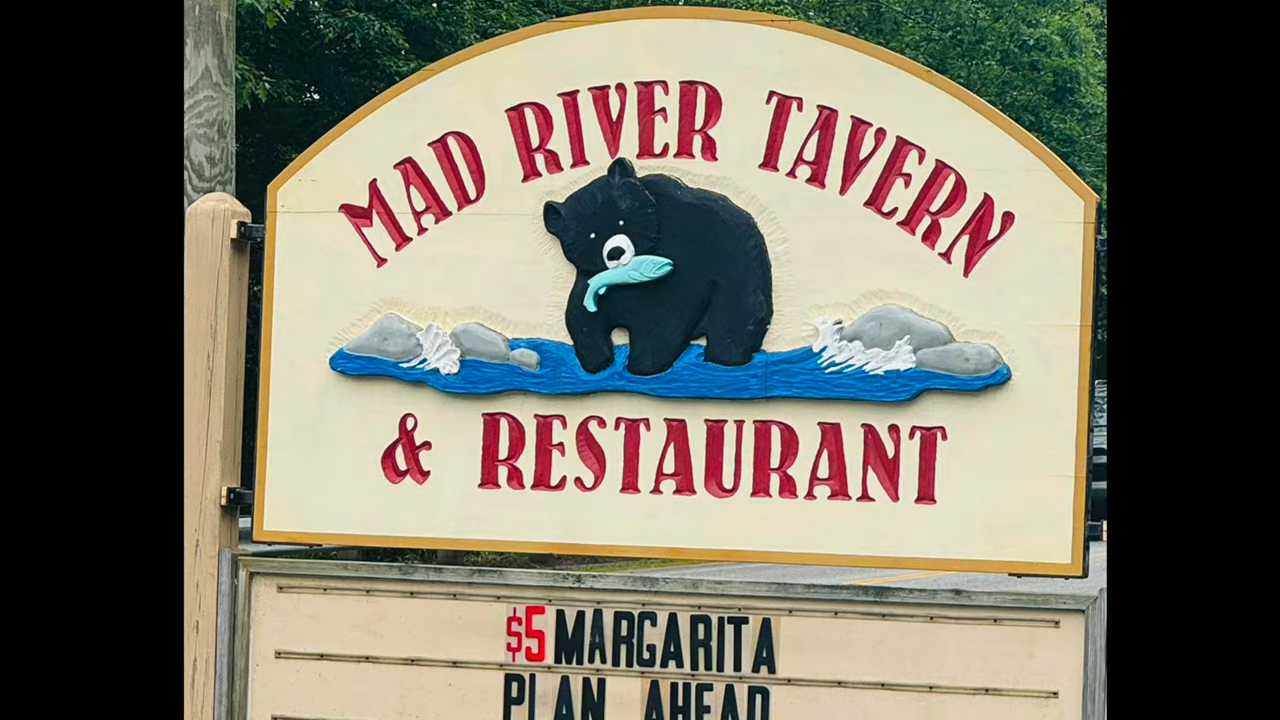 MAD RIVER TAVERN
& RESTAURANT
$5 MARGARITA
PLAN AHEAD